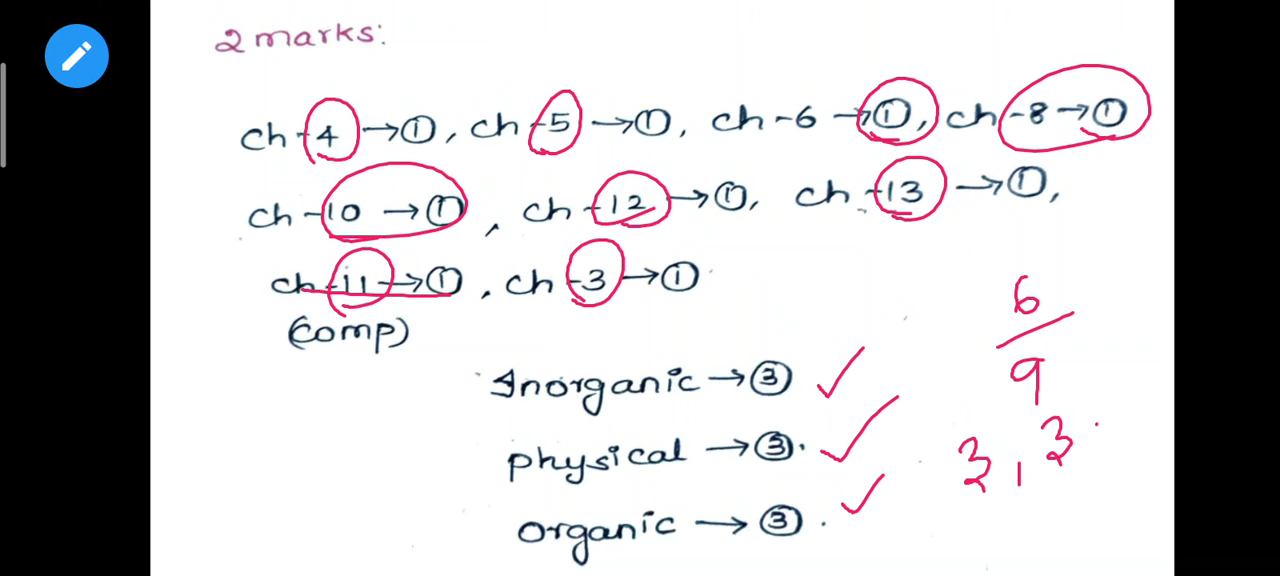 2 marks:
ch-4 →①, ch-5 →①, ch-6 →①, ch-8→①
ch-10 →①, ch-12 →①, ch-13 →①,
ch-11→①, ch-3→①
(comp)
Inorganic →③
physical →③.
organic →③.
6
9
3, 3